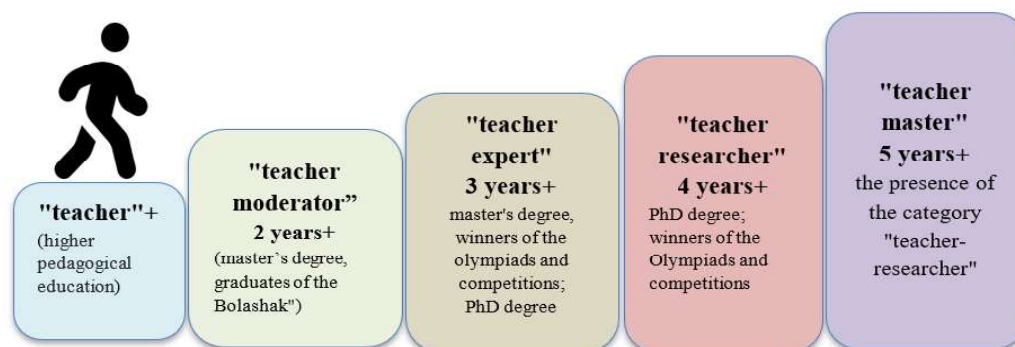 "teacher"+
(higher
pedagogical
education)
"teacher
moderator”
2 years+
(master`s degree,
graduates of the
Bolashak")
"teacher
expert"
3 years+
master's degree,
winners of the
olympiads and
competitions;
PhD degree
"teacher
researcher"
4 years+
PhD degree;
winners of the
Olympiads and
competitions
"teacher
master"
5 years+
the presence of
the category
"teacher-
researcher"